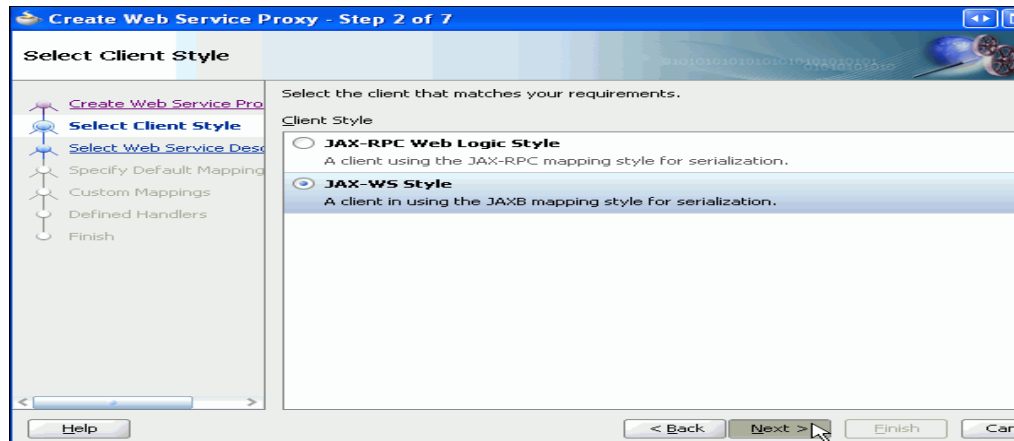 Create Web Service Proxy - Step 2 of 7
Select Client Style
Create Web Service Pro
Select Client Style
Select Web Service Desc
Specify Default Mapping
Custom Mappings
Defined Handlers
Finish
Select the client that matches your requirements.
Client Style
JAX-RPC Web Logic Style
A client using the JAX-RPC mapping style for serialization.
JAX-WS Style
A client in using the JAXB mapping style for serialization.
Help
< Back
Next >
Finish
Can